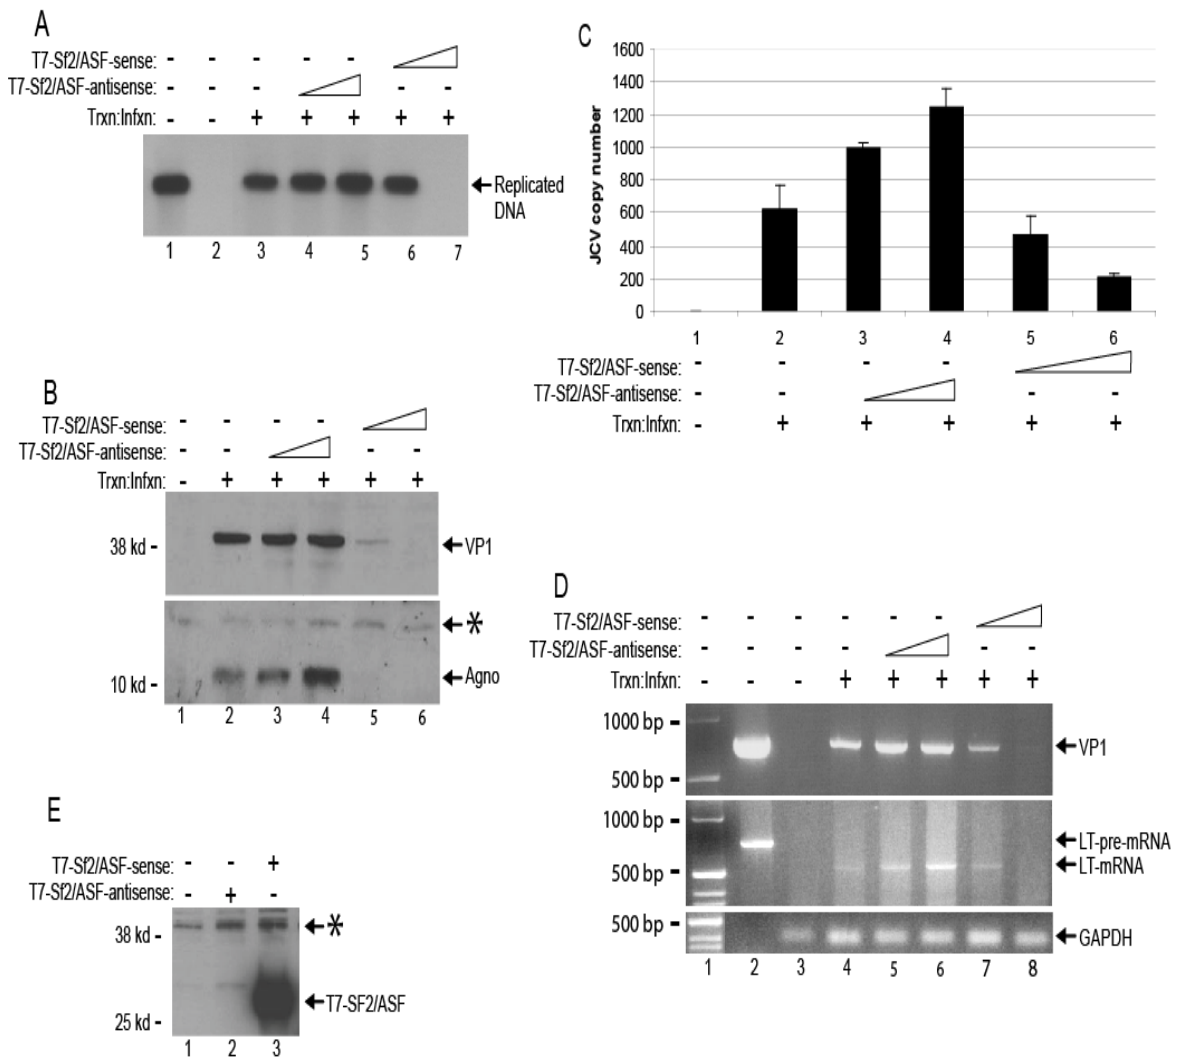 A
T7-Sf2/ASF-sense: - - - - -
T7-Sf2/ASF-antisense: - - - - -
Trxn:Infxn: - - + + + + +
Replicated
DNA
1 2 3 4 5 6 7
B
T7-Sf2/ASF-sense: - - - -
T7-Sf2/ASF-antisense: - - - -
Trxn:Infxn: - + + + + +
38 kd - VP1
*
10 kd - Agno
1 2 3 4 5 6
E
T7-Sf2/ASF-sense: - - +
T7-Sf2/ASF-antisense: - + -
*
38 kd -
T7-SF2/ASF
25 kd -
1 2 3
C
JCV copy number
1600
1400
1200
1000
800
600
400
200
0
1 2 3 4 5 6
T7-Sf2/ASF-sense: - - - -
T7-Sf2/ASF-antisense: - - - -
Trxn:Infxn: - + + + + +
D
T7-Sf2/ASF-sense: - - - - - -
T7-Sf2/ASF-antisense: - - - - - -
Trxn:Infxn: - - - + + + + +
1000 bp -
VP1
500 bp -
1000 bp -
LT-pre-mRNA
500 bp - LT-mRNA
500 bp -
GAPDH
1 2 3 4 5 6 7 8